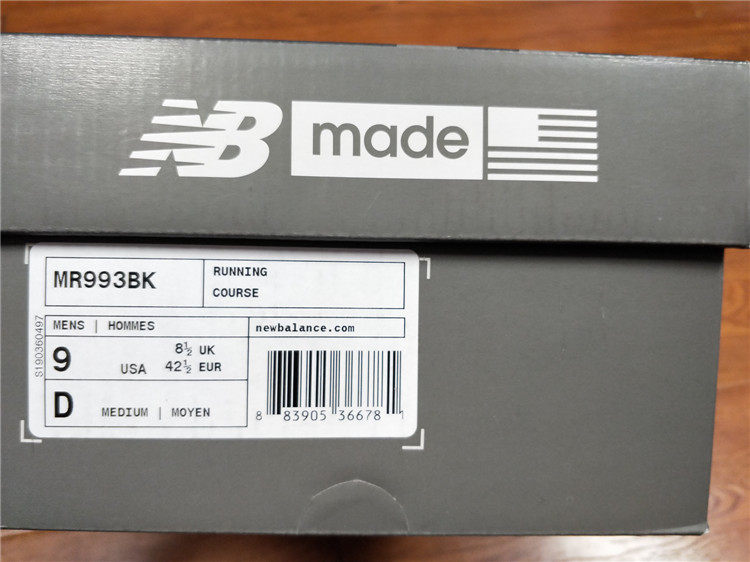 NB made
MR993BK
RUNNING
COURSE
MENS | HOMMES
newbalance.com
9 USA 8½ UK
42½ EUR
D MEDIUM | MOYEN
8 83905 36678 1
S190360497